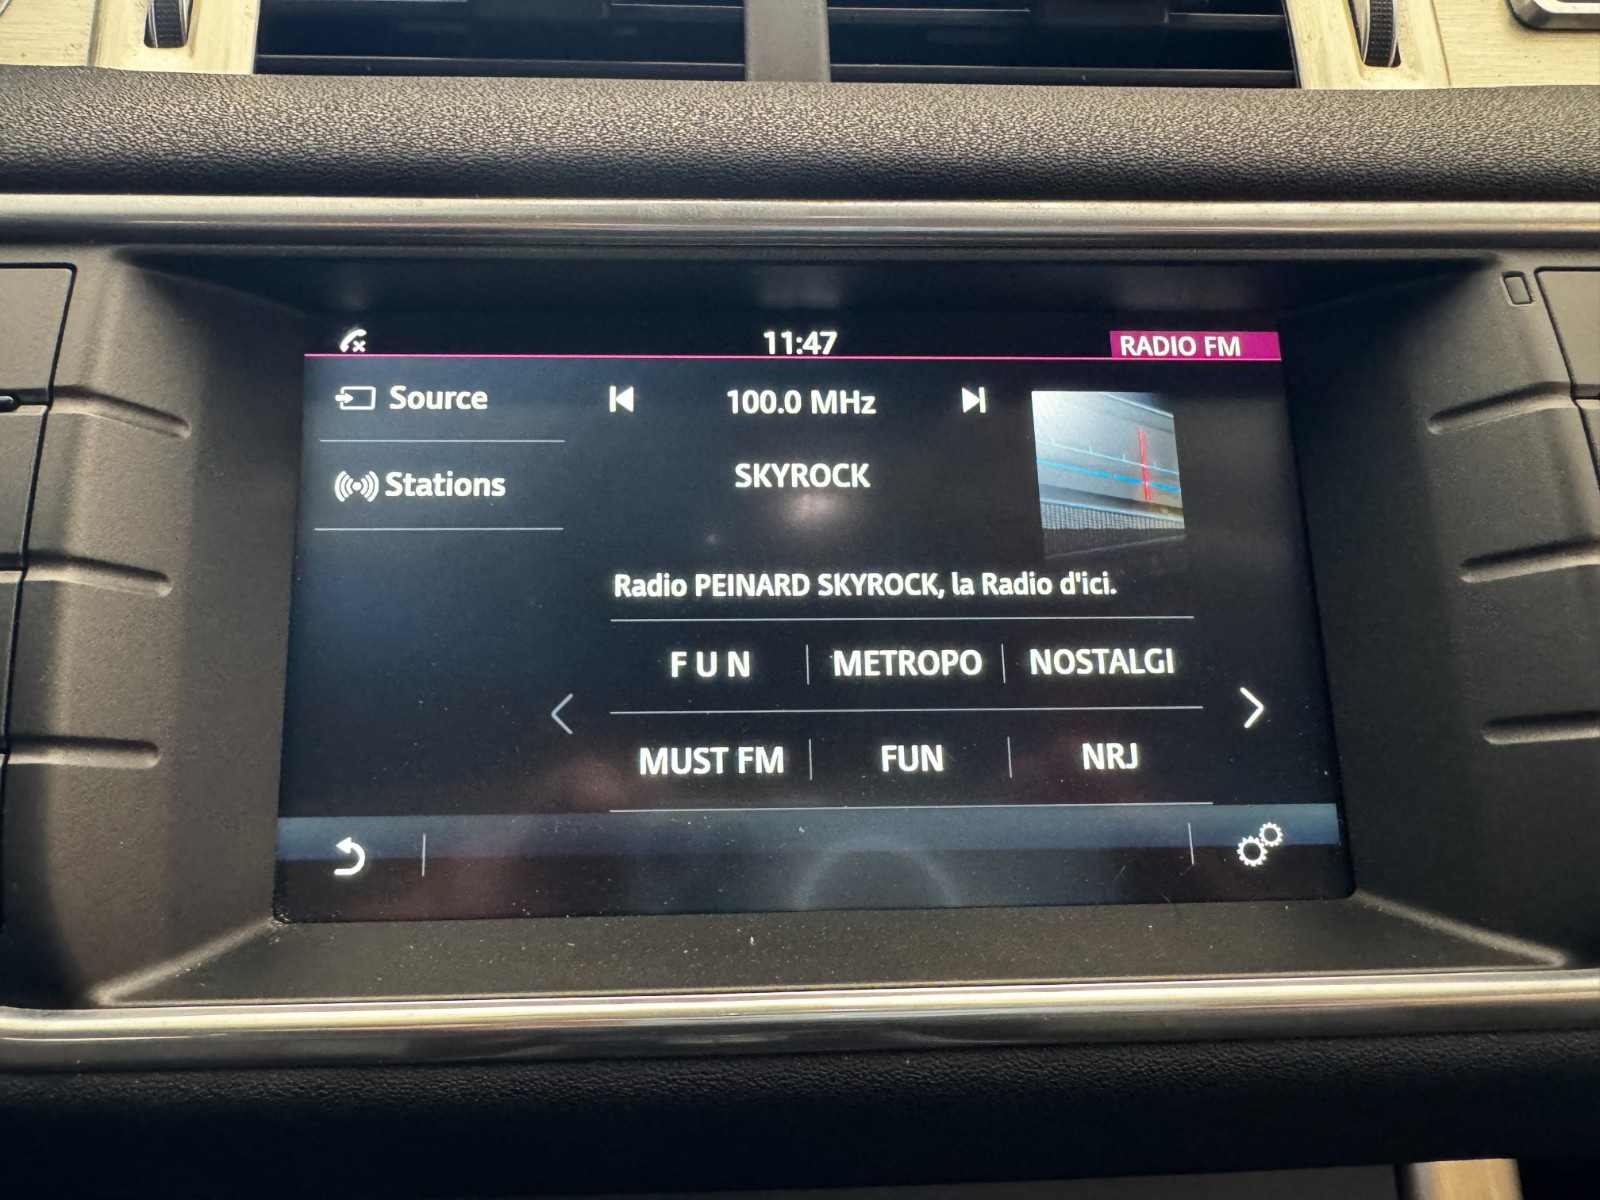 11:47
RADIO FM
Source
100.0 MHz
SKYROCK
Stations
Radio PEINARD SKYROCK, la Radio d'ici.
F U N
METROPO
NOSTALGI
MUST FM
FUN
NRJ